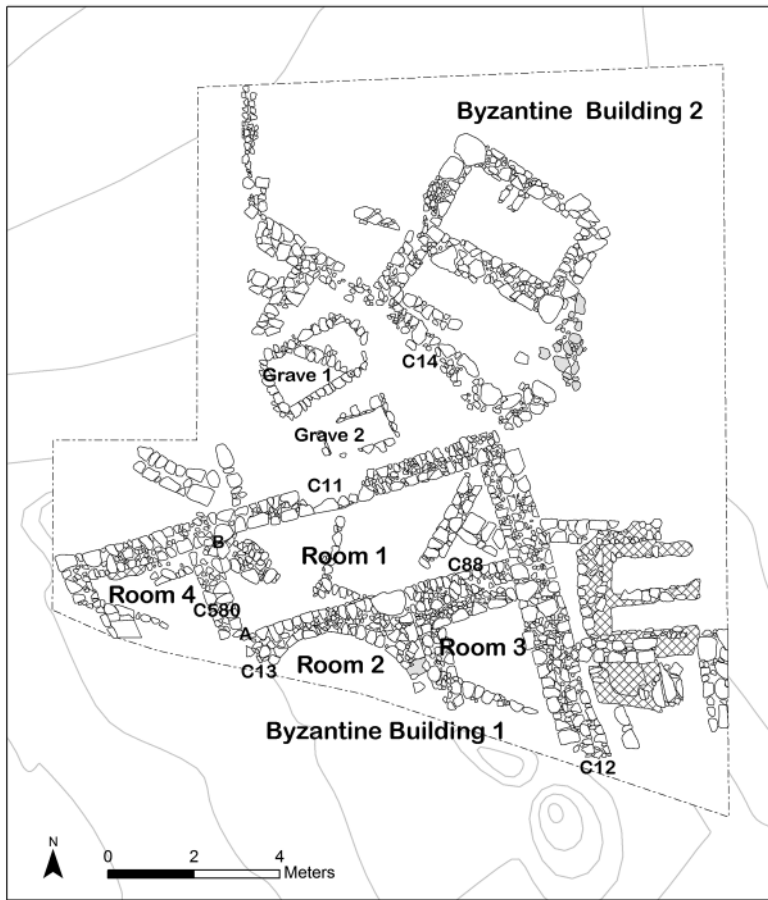 Byzantine Building 2
C14
Grave 1
Grave 2
C11
B
Room 1
C88
Room 4
C580
A
Room 3
Room 2
C13
Byzantine Building 1
C12
N
0 2 4
Meters